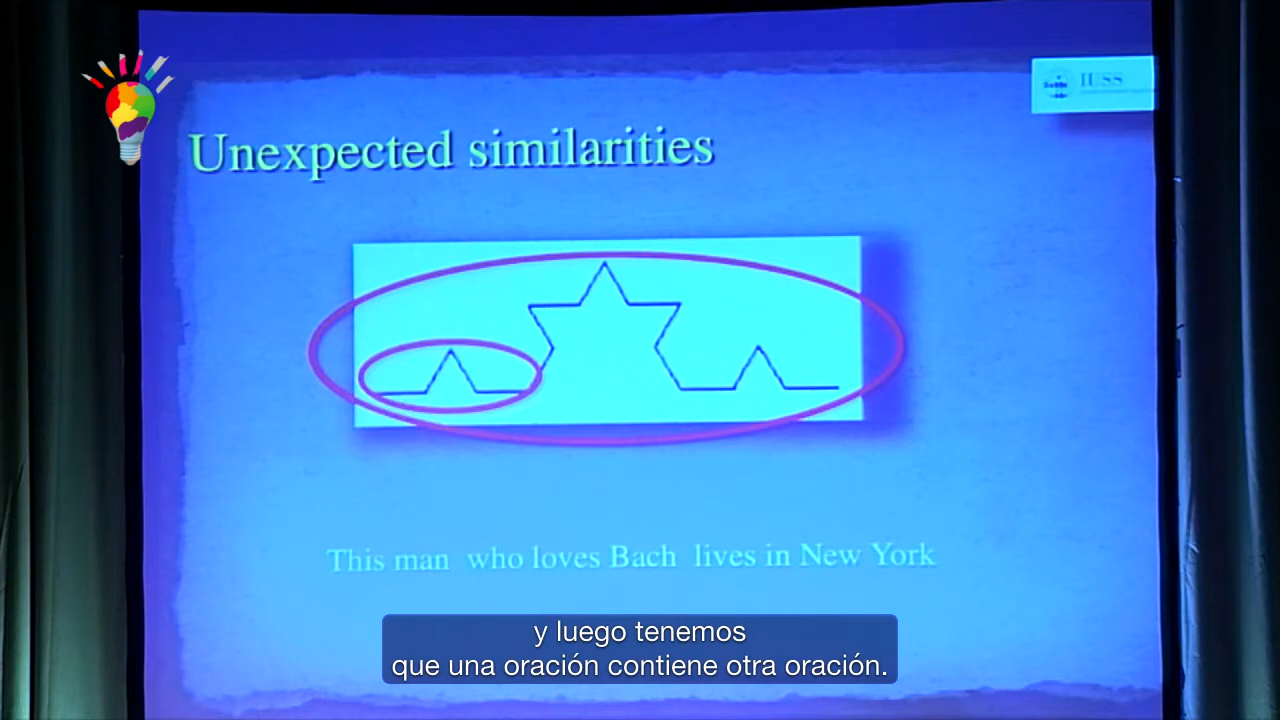 IUSS
Unexpected similarities
This man who loves Bach lives in New York
y luego tenemos
que una oración contiene otra oración.